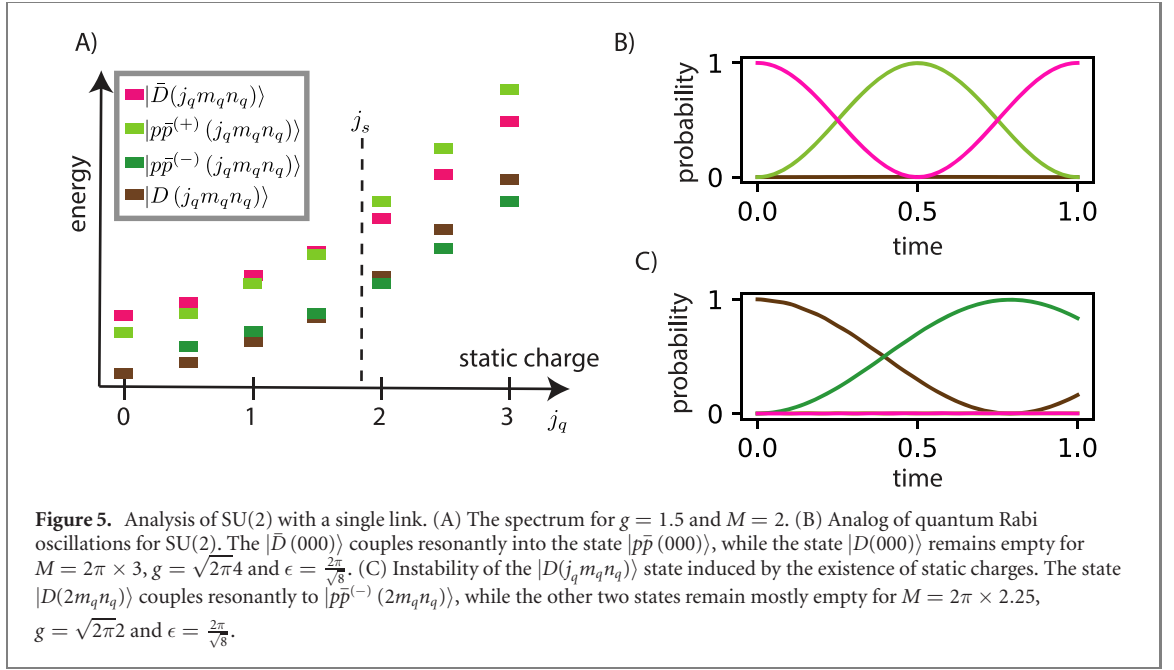 A)
|D̄(j_q m_q n_q)⟩
|pp̄^(+) (j_q m_q n_q)⟩
|pp̄^(−) (j_q m_q n_q)⟩
|D (j_q m_q n_q)⟩
energy
j_s
static charge
0 1 2 3 j_q
B)
probability
1
0
0.0 0.5 1.0
time
C)
probability
1
0
0.0 0.5 1.0
time
Figure 5. Analysis of SU(2) with a single link. (A) The spectrum for g = 1.5 and M = 2. (B) Analog of quantum Rabi
oscillations for SU(2). The |D̄ (000)⟩ couples resonantly into the state |pp̄ (000)⟩, while the state |D(000)⟩ remains empty for
M = 2π × 3, g = √2π4 and ϵ = 2π/√8. (C) Instability of the |D(j_q m_q n_q)⟩ state induced by the existence of static charges. The state
|D(2m_q n_q)⟩ couples resonantly to |pp̄^(−) (2m_q n_q)⟩, while the other two states remain mostly empty for M = 2π × 2.25,
g = √2π2 and ϵ = 2π/√8.